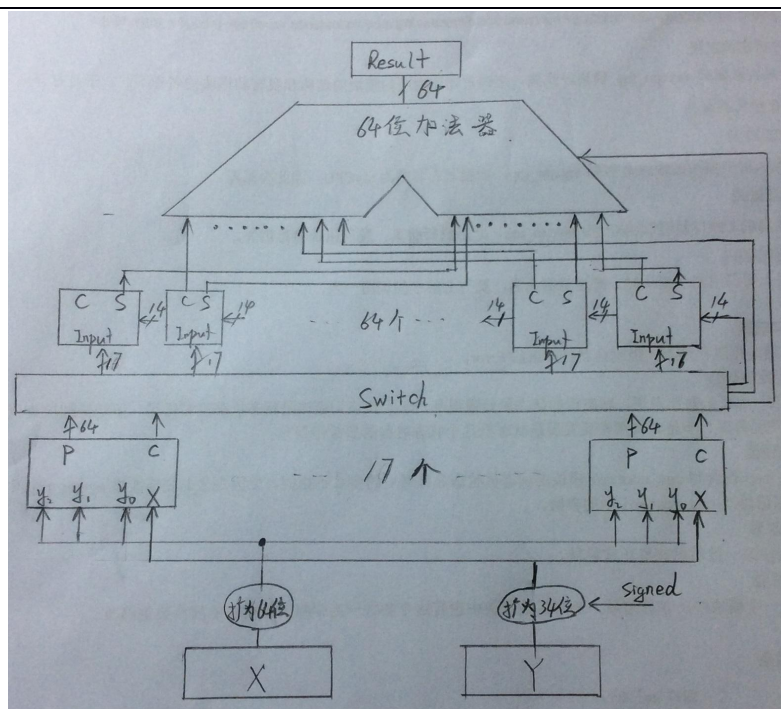 Result
64
64位加法器
C S
C S
C S
C S
14
14
64个
14
14
14
Input
Input
Input
Input
17
17
17
17
Switch
64
64
P C
17个
P C
y₂ y₁ y₀ X
y₂ y₁ y₀ X
扩为64位
扩为34位
Signed
X
Y